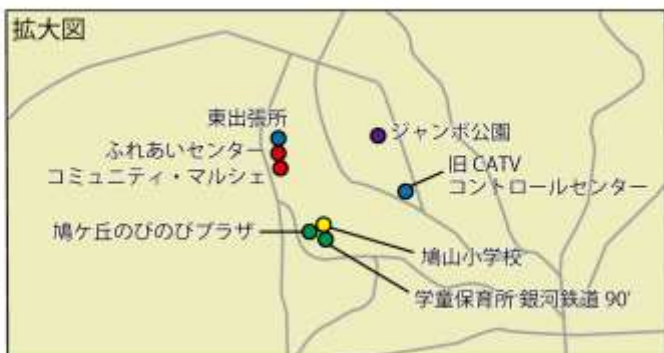 拡大図
東出張所
ふれあいセンター
コミュニティ・マルシェ
ジャンボ公園
旧 CATV
コントロールセンター
鳩ケ丘のびのびプラザ
鳩山小学校
学童保育所 銀河鉄道 90'